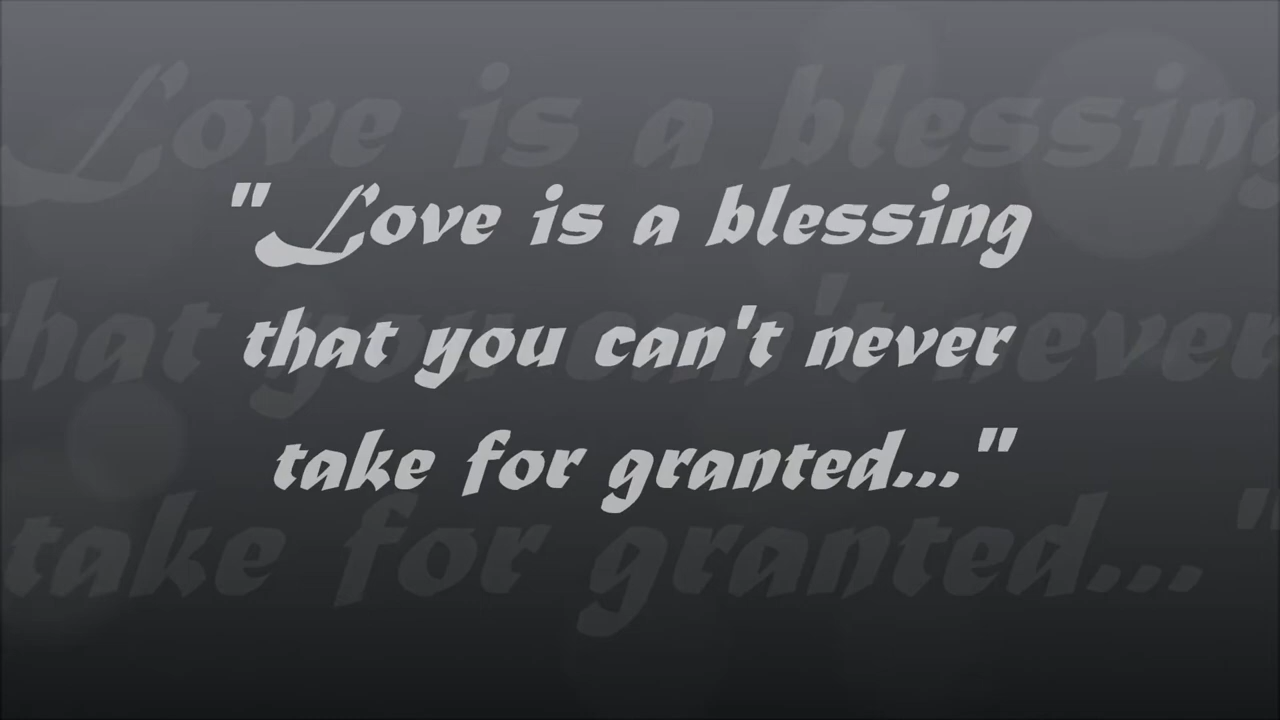 "Love is a blessing
that you can't never
take for granted..."